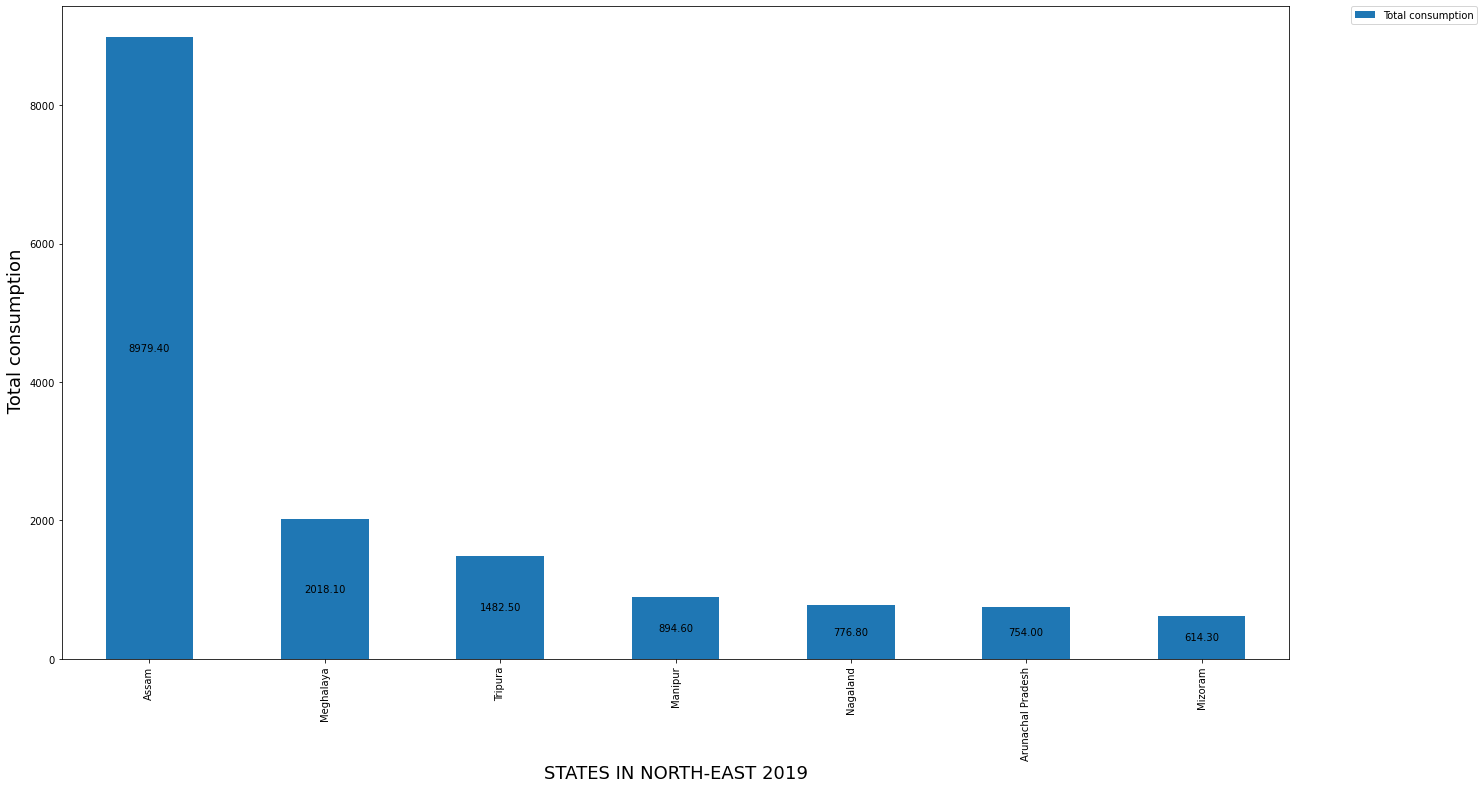 Total consumption
8000
6000
4000
2000
0
Total consumption
8979.40
2018.10
1482.50
894.60
776.80
754.00
614.30
Assam
Meghalaya
Tripura
Manipur
Nagaland
Arunachal Pradesh
Mizoram
STATES IN NORTH-EAST 2019